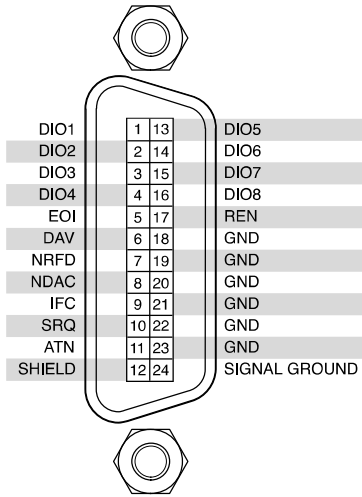 DIO1 1 13 DIO5
DIO2 2 14 DIO6
DIO3 3 15 DIO7
DIO4 4 16 DIO8
EOI 5 17 REN
DAV 6 18 GND
NRFD 7 19 GND
NDAC 8 20 GND
IFC 9 21 GND
SRQ 10 22 GND
ATN 11 23 GND
SHIELD 12 24 SIGNAL GROUND